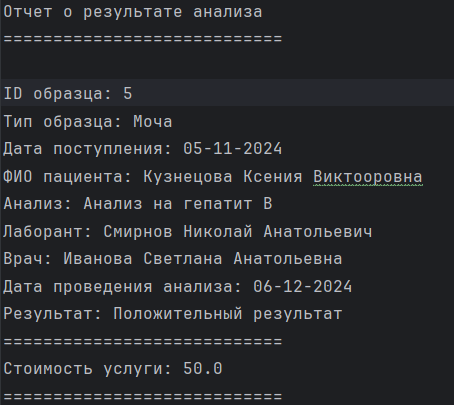 Отчет о результате анализа
============================
ID образца: 5
Тип образца: Моча
Дата поступления: 05-11-2024
ФИО пациента: Кузнецова Ксения Виктооровна
Анализ: Анализ на гепатит B
Лаборант: Смирнов Николай Анатольевич
Врач: Иванова Светлана Анатольевна
Дата проведения анализа: 06-12-2024
Результат: Положительный результат
============================
Стоимость услуги: 50.0
============================